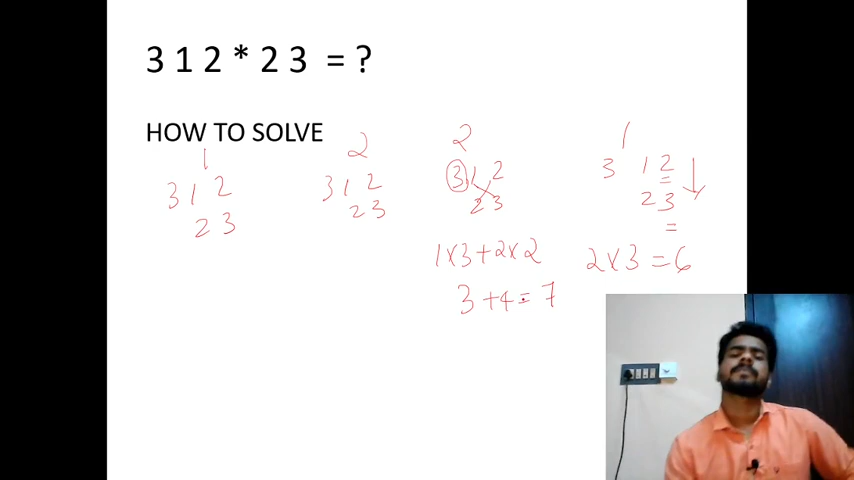 3 1 2 * 2 3 = ?
HOW TO SOLVE
1
3 1 2
2 3
2
3 1 2
2 3
2
3 1 2
2 3
1x3+2x2
3+4=7
1
3 1 2
2 3
=
2x3=6